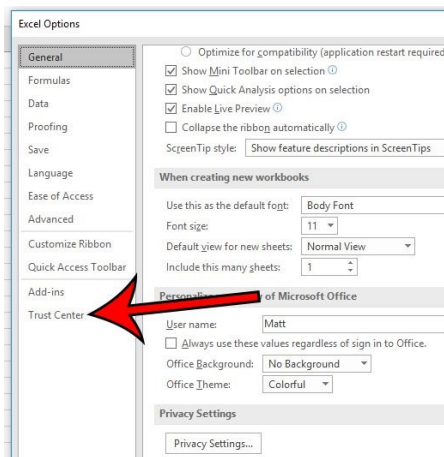 Excel Options
General
Formulas
Data
Proofing
Save
Language
Ease of Access
Advanced
Customize Ribbon
Quick Access Toolbar
Add-ins
Trust Center
Optimize for compatibility (application restart required
Show Mini Toolbar on selection
Show Quick Analysis options on selection
Enable Live Preview
Collapse the ribbon automatically
ScreenTip style: Show feature descriptions in ScreenTips
When creating new workbooks
Use this as the default font: Body Font
Font size: 11
Default view for new sheets: Normal View
Include this many sheets: 1
of Microsoft Office
User name: Matt
Always use these values regardless of sign in to Office.
Office Background: No Background
Office Theme: Colorful
Privacy Settings
Privacy Settings...